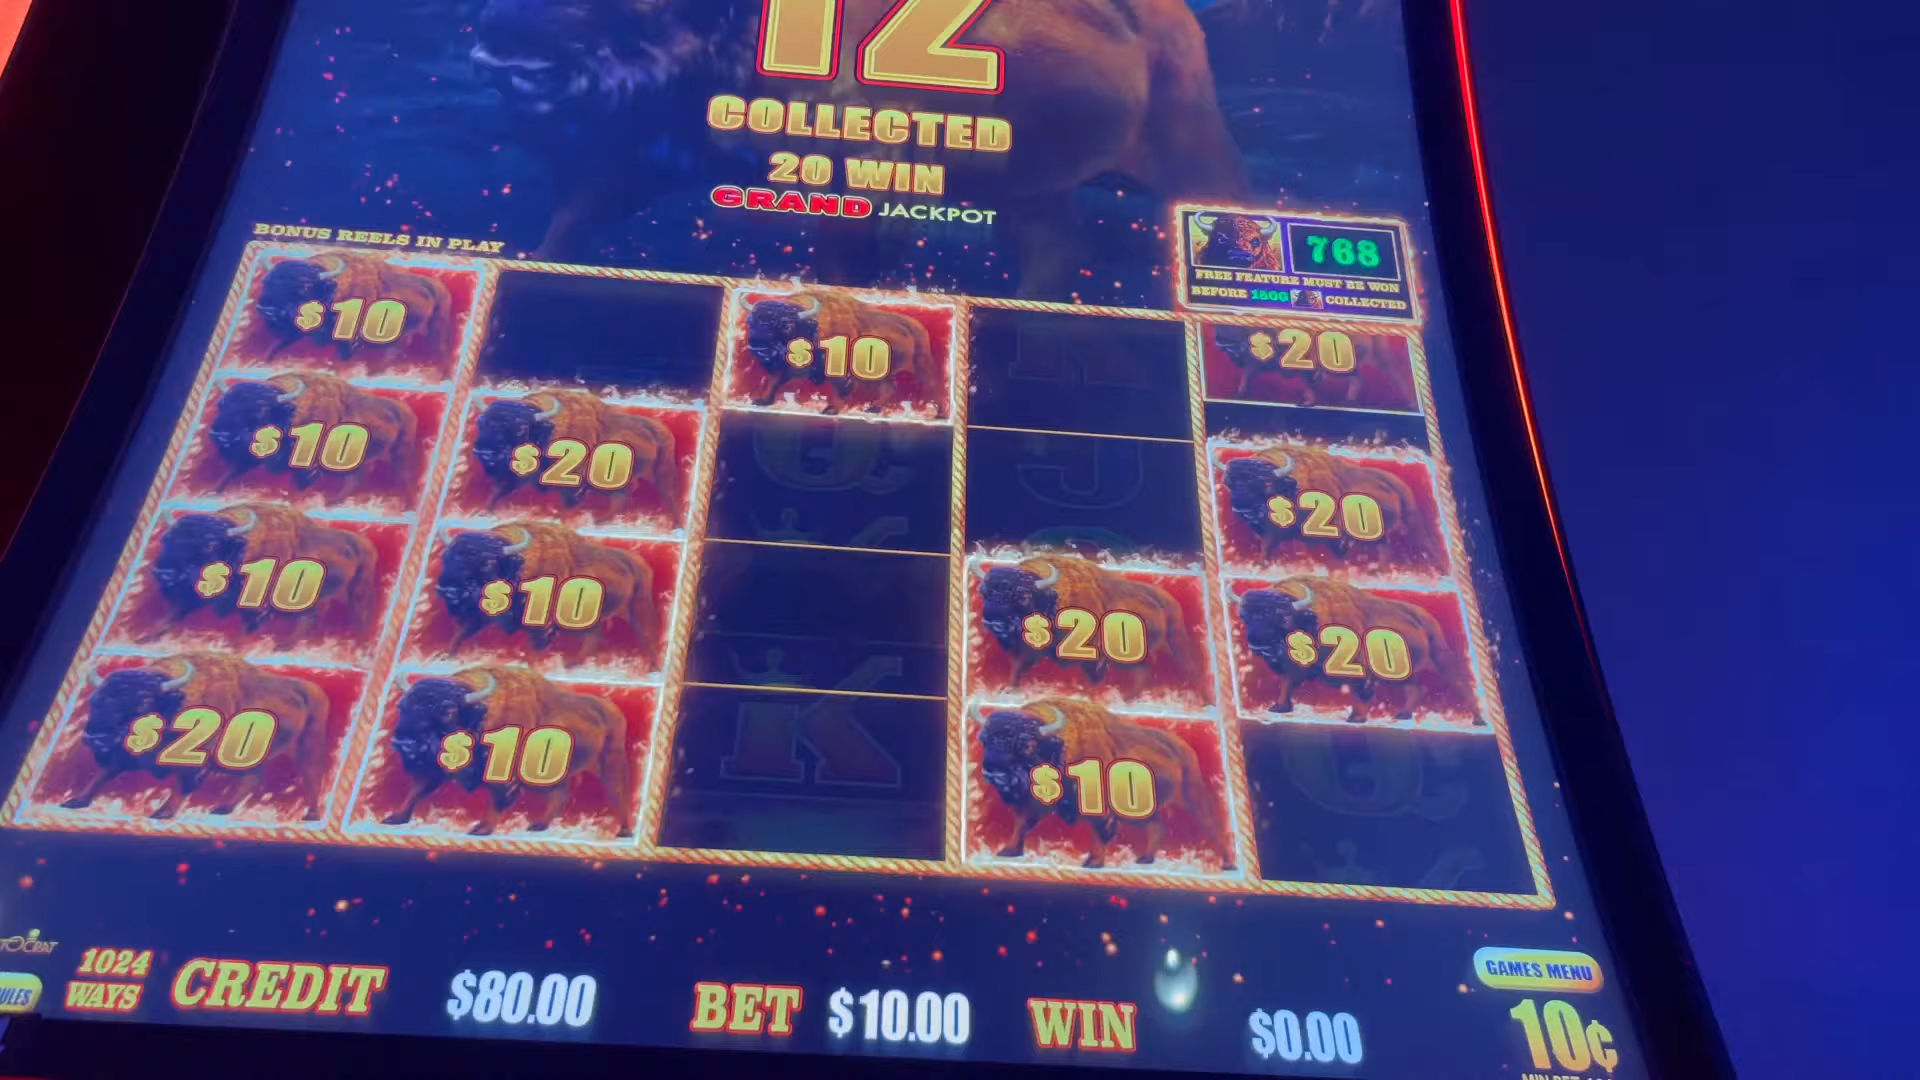 12
COLLECTED
20 WIN
GRAND JACKPOT
BONUS REELS IN PLAY
768
FREE FEATURE MUST BE WON
BEFORE 1800 COLLECTED
$10
$10
$20
$10
$20
$20
$10
$10
$20
$20
$20
$10
$10
K
$10
1024
WAYS
CREDIT $80.00
BET $10.00
WIN $0.00
GAMES MENU
10¢